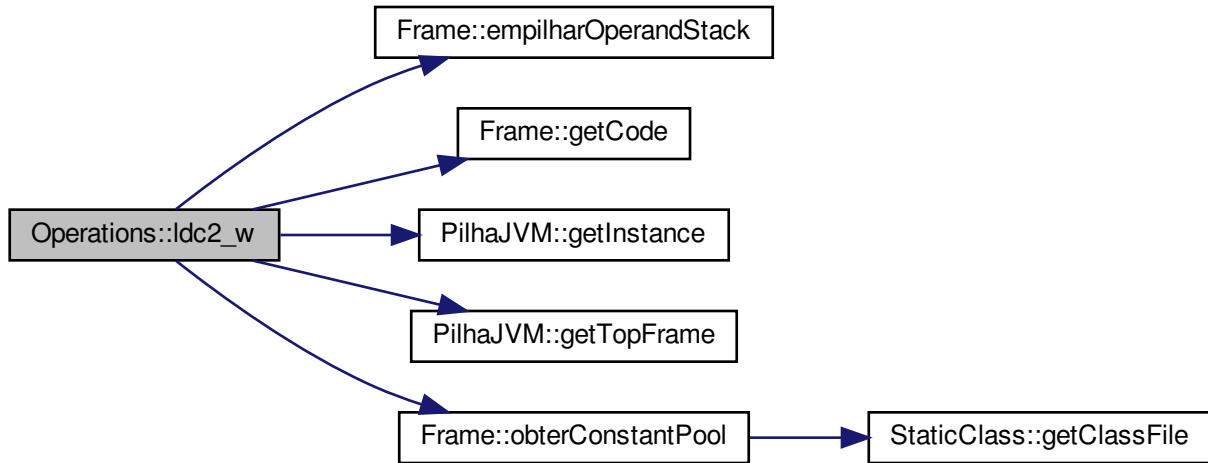 Frame::empilharOperandStack
Frame::getCode
Operations::ldc2_w
PilhaJVM::getInstance
PilhaJVM::getTopFrame
Frame::obterConstantPool
StaticClass::getClassFile